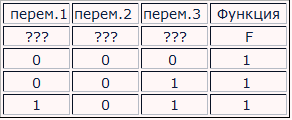 перем.1 перем.2 перем.3 Функция
??? ??? ??? F
0 0 0 1
0 0 1 1
1 0 1 1